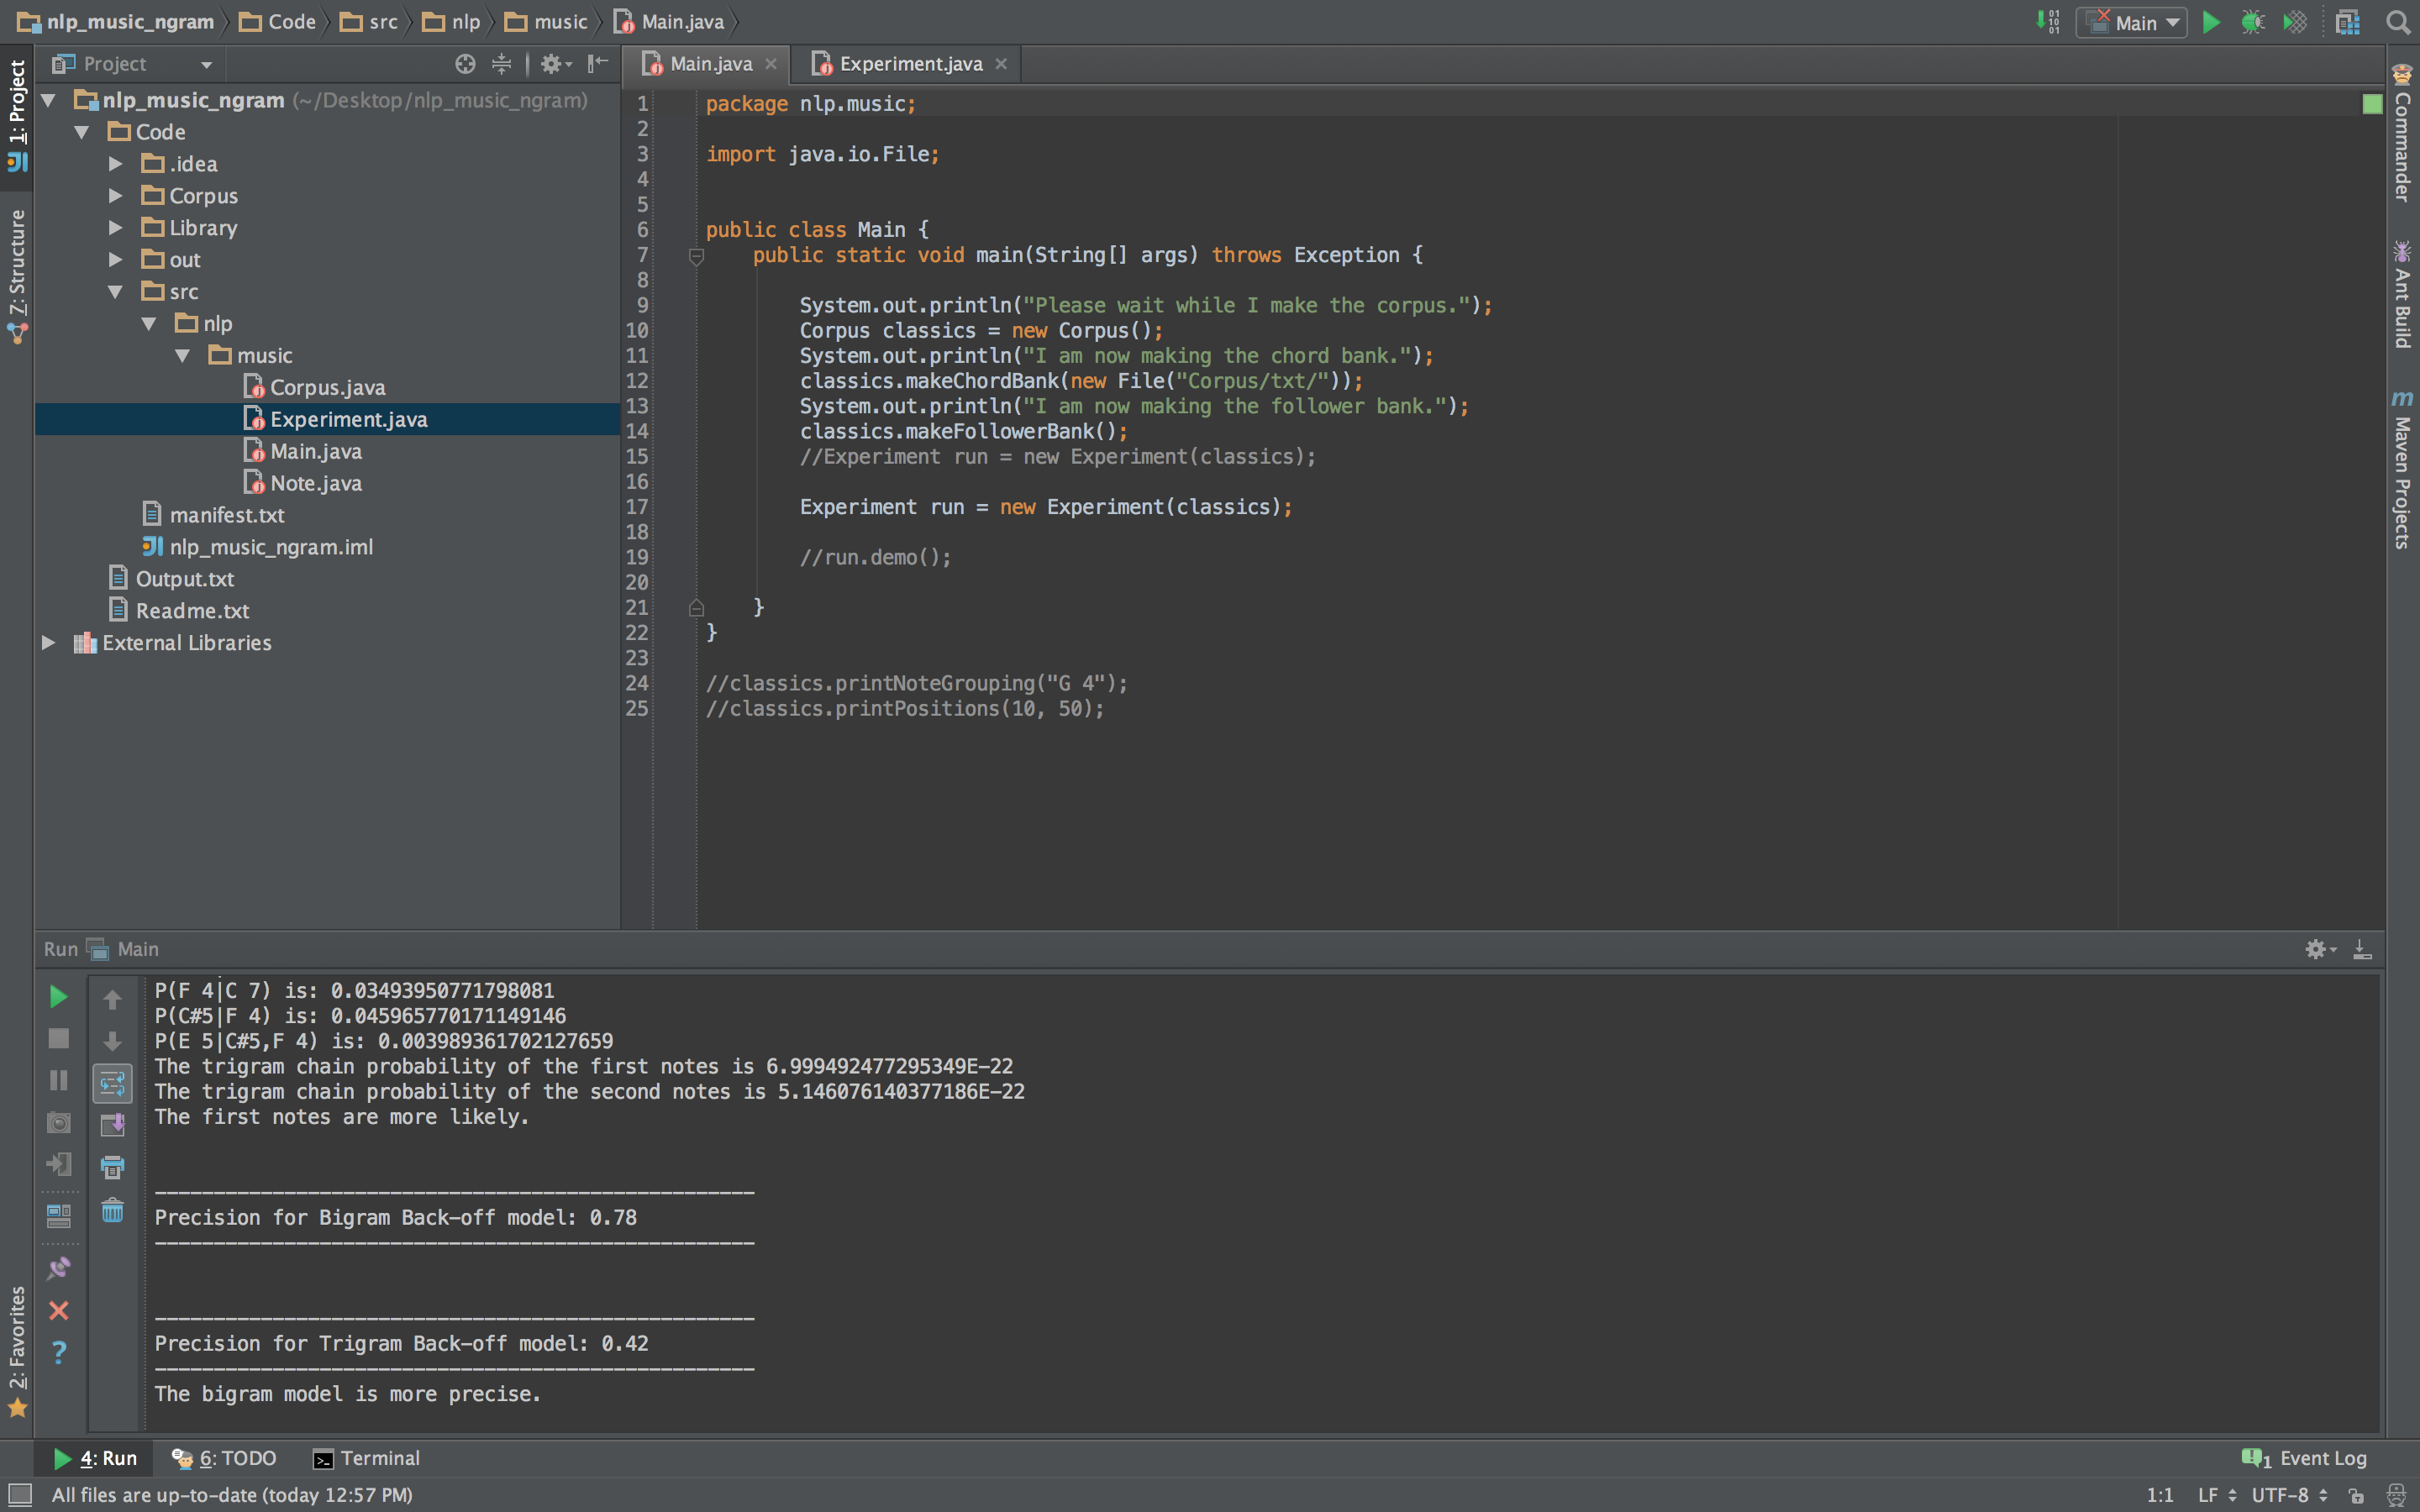 nlp_music_ngram Code src nlp music Main.java
Main
Project
Main.java Experiment.java
1: Project
Z: Structure
2: Favorites
nlp_music_ngram (~/Desktop/nlp_music_ngram)
Code
.idea
Corpus
Library
out
src
nlp
music
Corpus.java
Experiment.java
Main.java
Note.java
manifest.txt
nlp_music_ngram.iml
Output.txt
Readme.txt
External Libraries
1 package nlp.music;
2
3 import java.io.File;
4
5
6 public class Main {
7 public static void main(String[] args) throws Exception {
8
9 System.out.println("Please wait while I make the corpus.");
10 Corpus classics = new Corpus();
11 System.out.println("I am now making the chord bank.");
12 classics.makeChordBank(new File("Corpus/txt/"));
13 System.out.println("I am now making the follower bank.");
14 classics.makeFollowerBank();
15 //Experiment run = new Experiment(classics);
16
17 Experiment run = new Experiment(classics);
18
19 //run.demo();
20
21 }
22 }
23
24 //classics.printNoteGrouping("G 4");
25 //classics.printPositions(10, 50);
Commander
Ant Build
m Maven Projects
Run Main
P(F 4|C 7) is: 0.03493950771798081
P(C#5|F 4) is: 0.045965770171149146
P(E 5|C#5,F 4) is: 0.003989361702127659
The trigram chain probability of the first notes is 6.999492477295349E-22
The trigram chain probability of the second notes is 5.146076140377186E-22
The first notes are more likely.
---------------------------------------------------
Precision for Bigram Back-off model: 0.78
---------------------------------------------------
---------------------------------------------------
Precision for Trigram Back-off model: 0.42
---------------------------------------------------
The bigram model is more precise.
4: Run 6: TODO Terminal
1 Event Log
All files are up-to-date (today 12:57 PM)
1:1 LF UTF-8